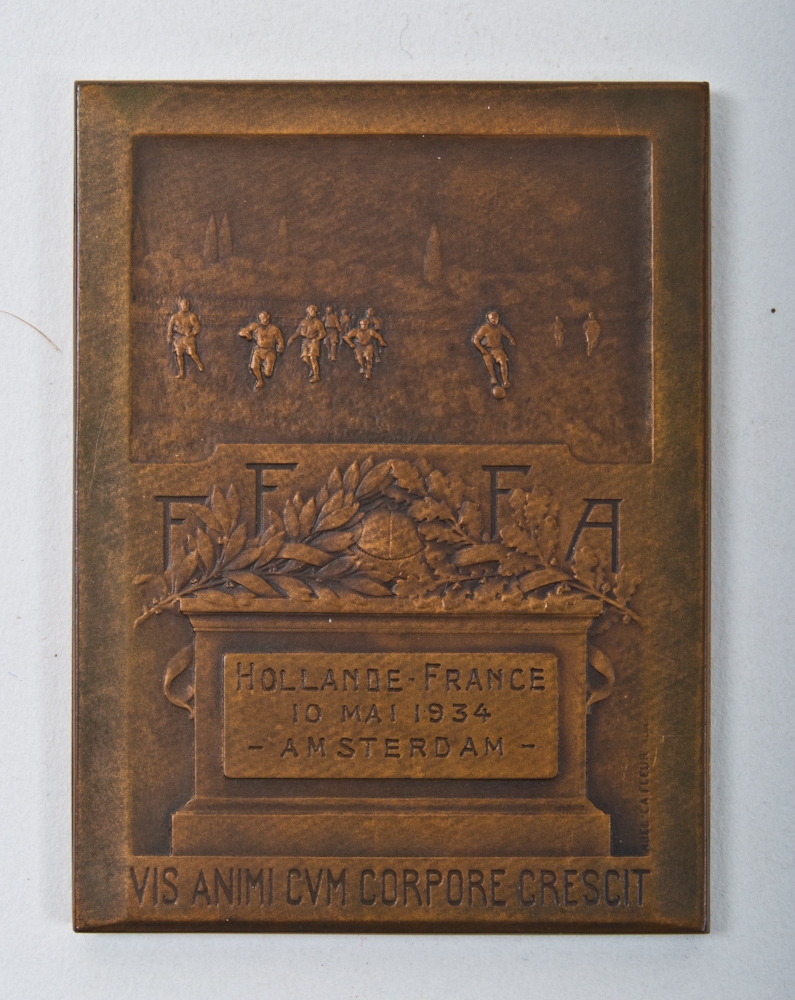 F F F A
HOLLANDE - FRANCE
10 MAI 1934
- AMSTERDAM -
VIS ANIMI CVM CORPORE CRESCIT